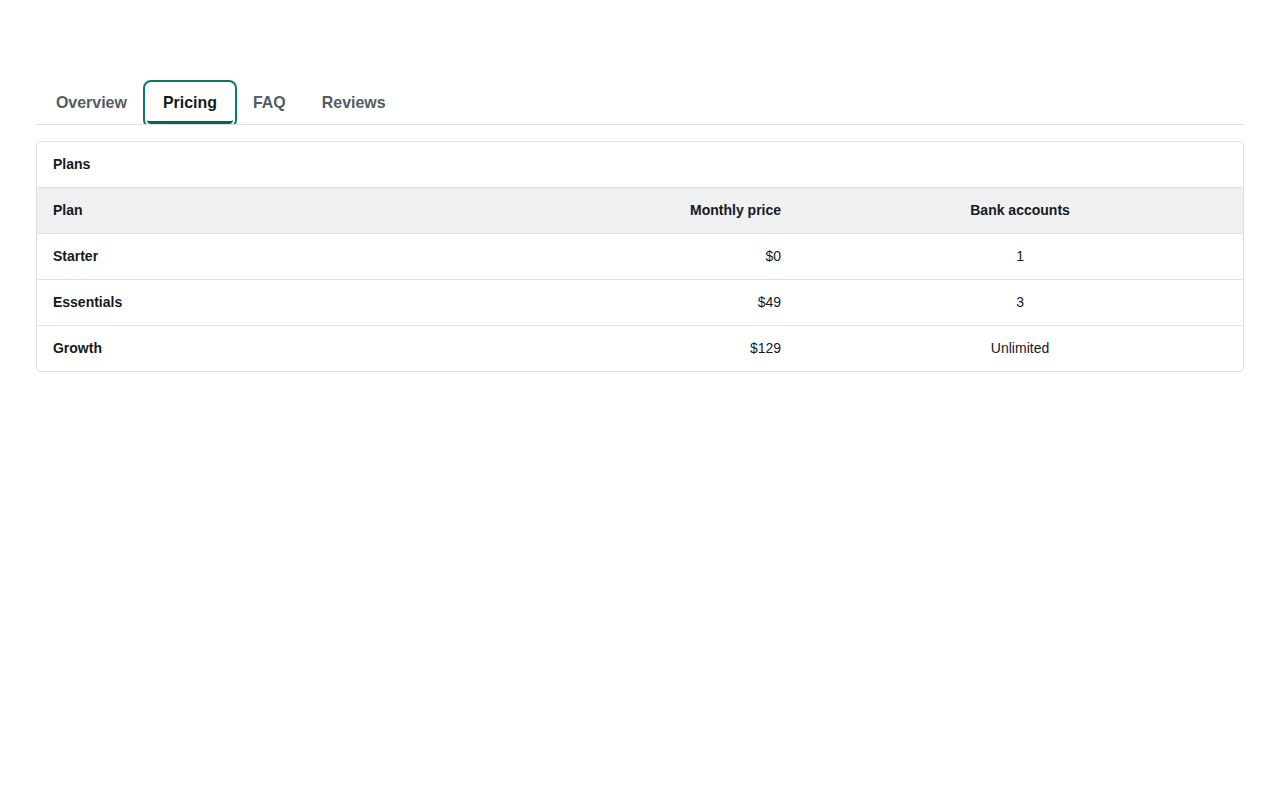 Overview Pricing FAQ Reviews
Plans
Plan Monthly price Bank accounts
Starter $0 1
Essentials $49 3
Growth $129 Unlimited